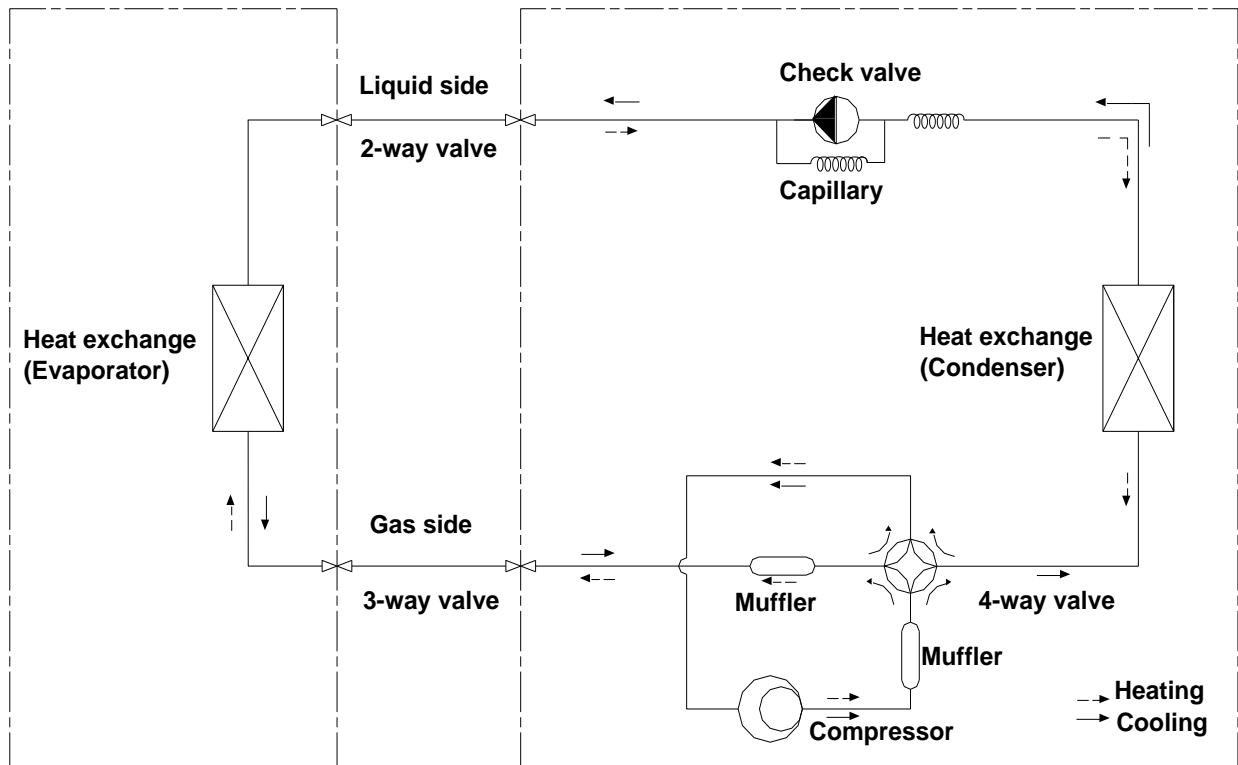 Check valve
Liquid side
2-way valve
Capillary
Heat exchange
(Evaporator)
Heat exchange
(Condenser)
Gas side
3-way valve
Muffler
4-way valve
Muffler
Compressor
Heating
Cooling